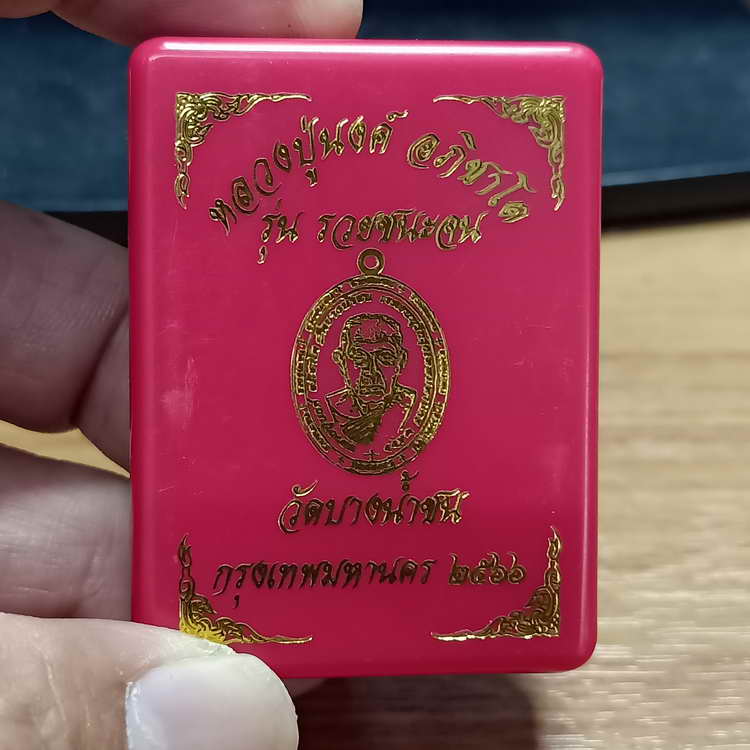 หลวงปู่นงค์ อภิชาโต
รุ่น รวยชนะจน
วัดบางน้ำชน
กรุงเทพมหานคร ๒๕๖๖